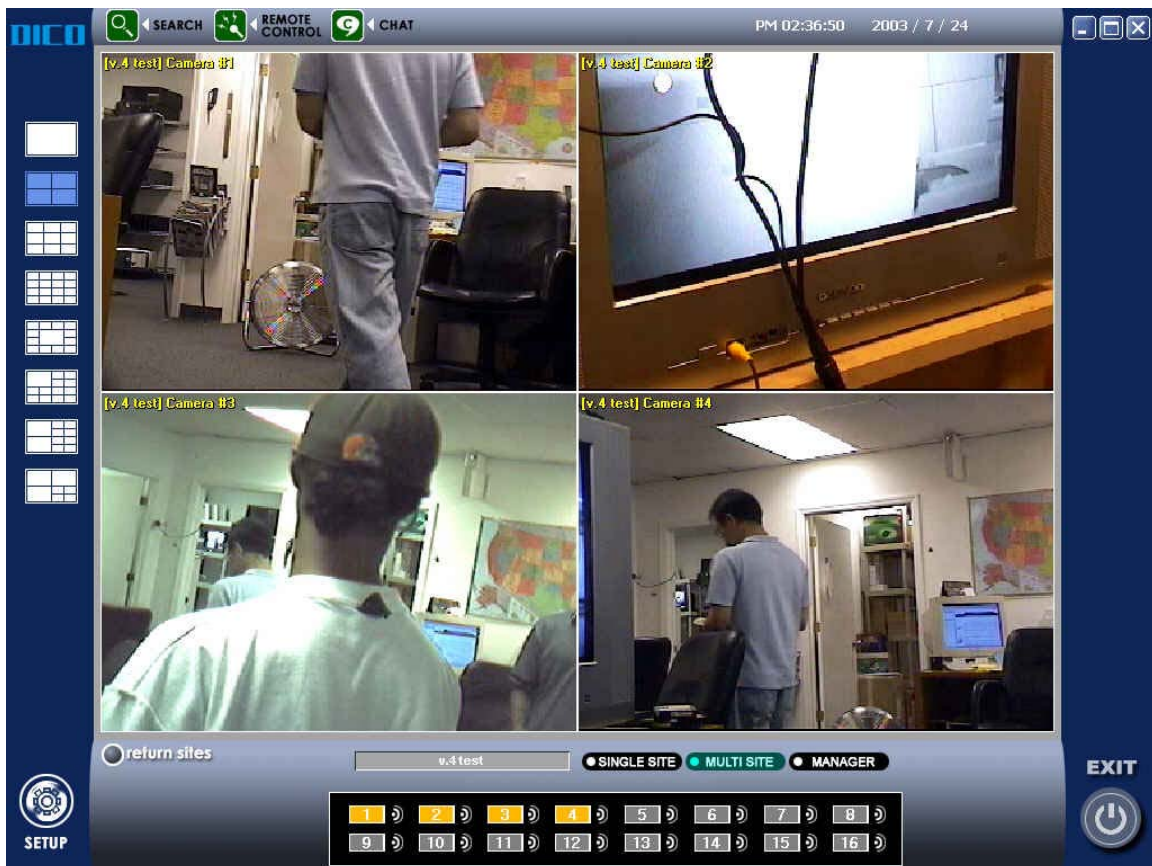 DICO
SEARCH
REMOTE CONTROL
CHAT
PM 02:36:50 2003 / 7 / 24
[v.4 test] Camera #1
[v.4 test] Camera #2
[v.4 test] Camera #3
[v.4 test] Camera #4
return sites
v.4 test
SINGLE SITE
MULTI SITE
MANAGER
EXIT
SETUP
1 2 3 4 5 6 7 8
9 10 11 12 13 14 15 16